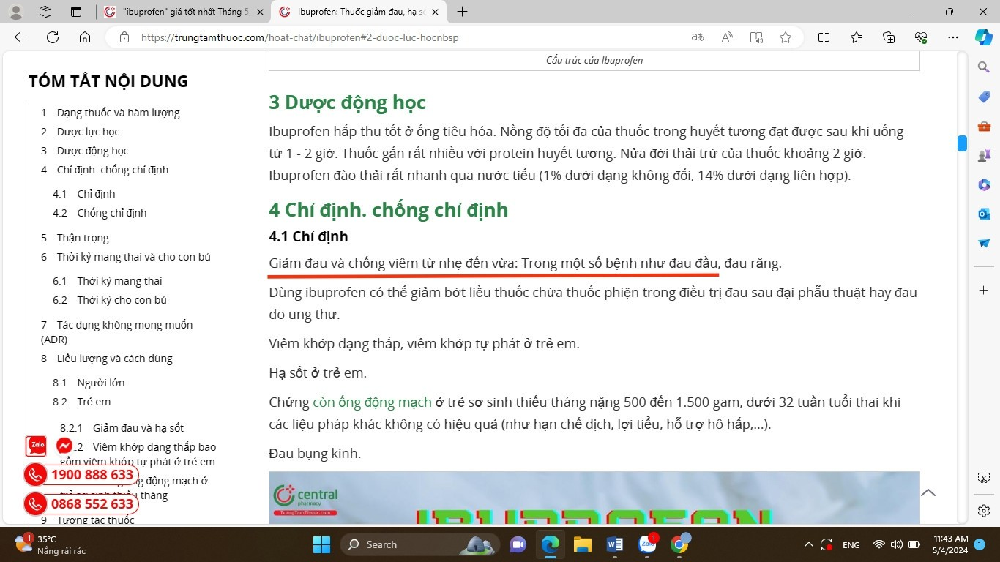 "ibuprofen" giá tốt nhất Tháng 5
Ibuprofen: Thuốc giảm đau, hạ số
https://trungtamthuoc.com/hoat-chat/ibuprofen#2-duoc-luc-hocnbsp
TÓM TẮT NỘI DUNG
1 Dạng thuốc và hàm lượng
2 Dược lực học
3 Dược động học
4 Chỉ định. chống chỉ định
4.1 Chỉ định
4.2 Chống chỉ định
5 Thận trọng
6 Thời kỳ mang thai và cho con bú
6.1 Thời kỳ mang thai
6.2 Thời kỳ cho con bú
7 Tác dụng không mong muốn
(ADR)
8 Liều lượng và cách dùng
8.1 Người lớn
8.2 Trẻ em
8.2.1 Giảm đau và hạ sốt
.2 Viêm khớp dạng thấp bao
gồm viêm khớp tự phát ở trẻ em
động mạch ở
tháng
9 Tương tác thuốc
Zalo
1900 888 633
0868 552 633
Cấu trúc của Ibuprofen
3 Dược động học
Ibuprofen hấp thu tốt ở ống tiêu hóa. Nồng độ tối đa của thuốc trong huyết tương đạt được sau khi uống
từ 1 - 2 giờ. Thuốc gắn rất nhiều với protein huyết tương. Nửa đời thải trừ của thuốc khoảng 2 giờ.
Ibuprofen đào thải rất nhanh qua nước tiểu (1% dưới dạng không đổi, 14% dưới dạng liên hợp).
4 Chỉ định. chống chỉ định
4.1 Chỉ định
Giảm đau và chống viêm từ nhẹ đến vừa: Trong một số bệnh như đau đầu, đau răng.
Dùng ibuprofen có thể giảm bớt liều thuốc chứa thuốc phiện trong điều trị đau sau đại phẫu thuật hay đau
do ung thư.
Viêm khớp dạng thấp, viêm khớp tự phát ở trẻ em.
Hạ sốt ở trẻ em.
Chứng còn ống động mạch ở trẻ sơ sinh thiếu tháng nặng 500 đến 1.500 gam, dưới 32 tuần tuổi thai khi
các liệu pháp khác không có hiệu quả (như hạn chế dịch, lợi tiểu, hỗ trợ hô hấp,...).
Đau bụng kinh.
central
pharmacy
TrungTamThuoc.com
IBUPROFEN
1
35°C
Nắng rải rác
Search
1
ENG
11:43 AM
5/4/2024
1